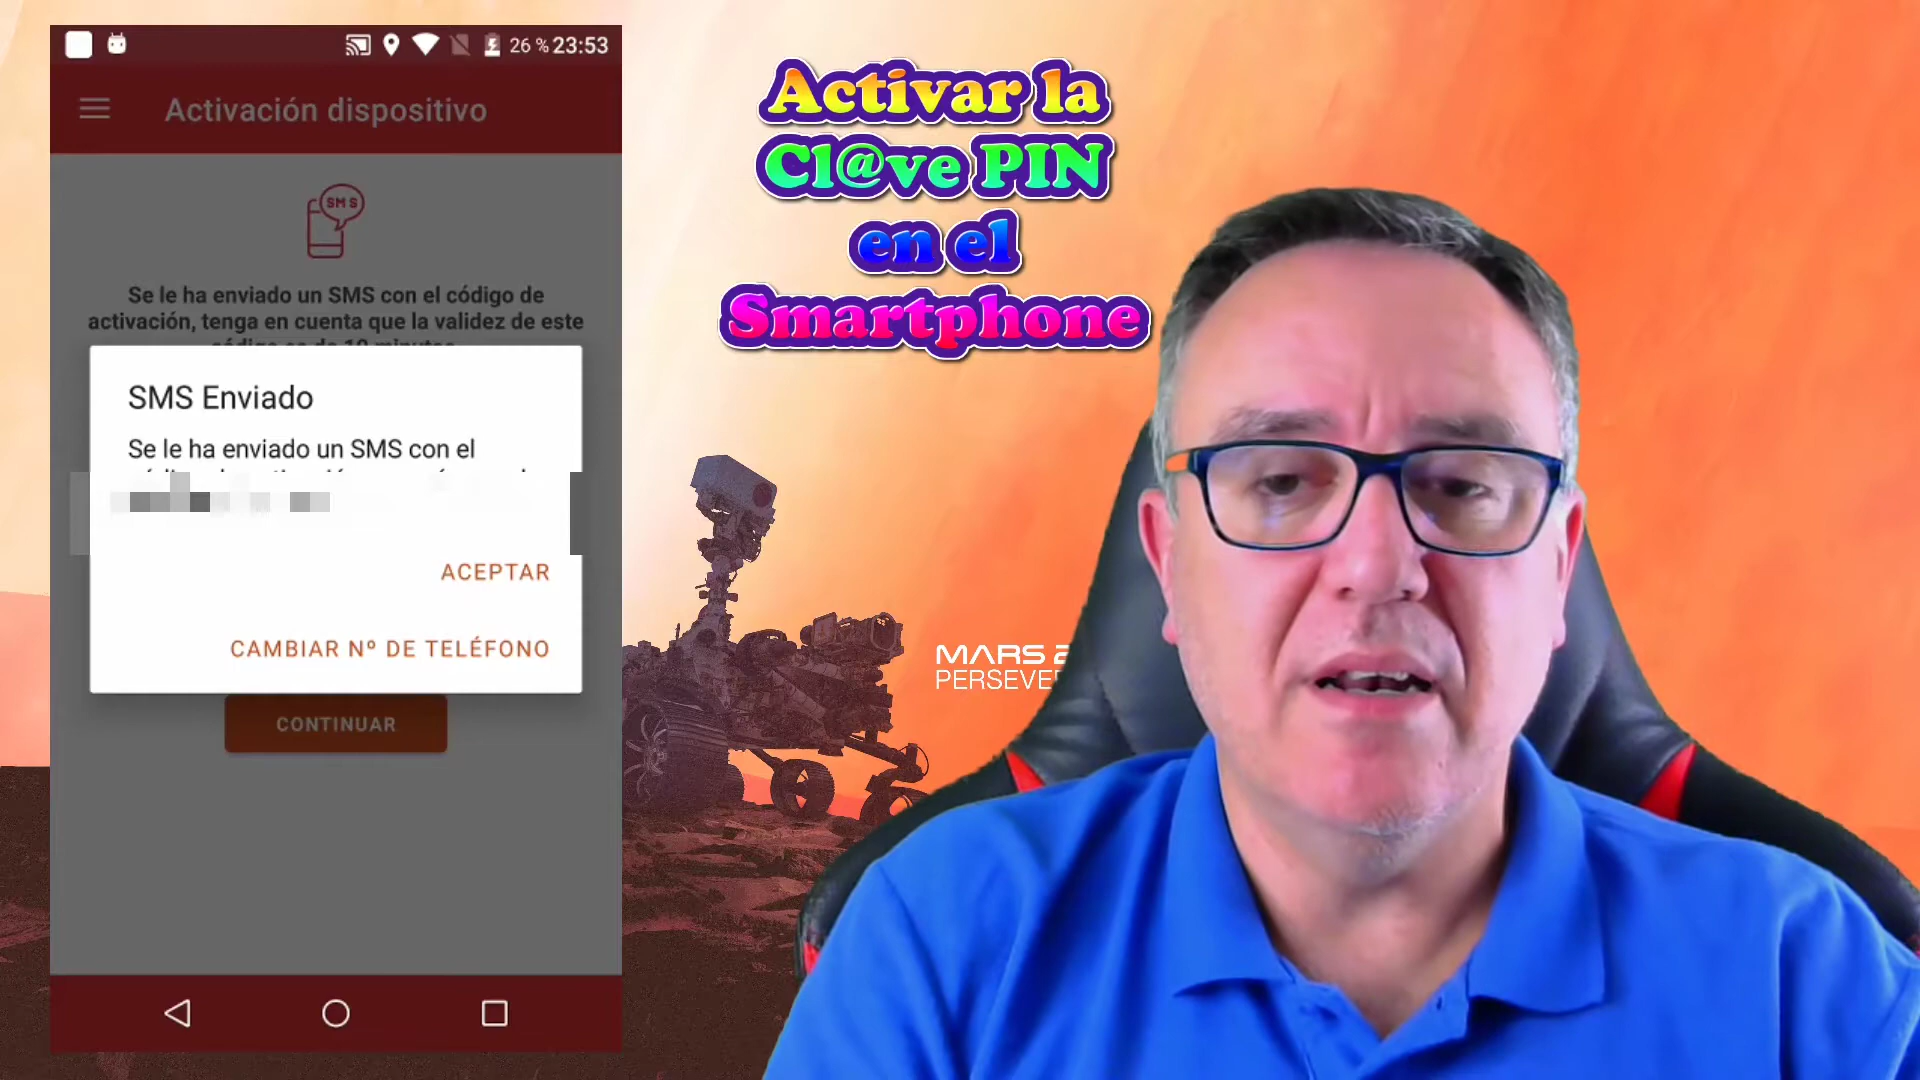 26 % 23:53
Activación dispositivo
SMS
Se le ha enviado un SMS con el código de
activación, tenga en cuenta que la validez de este
SMS Enviado
Se le ha enviado un SMS con el
ACEPTAR
CAMBIAR Nº DE TELÉFONO
CONTINUAR
Activar la
Cl@ve PIN
en el
Smartphone
MARS